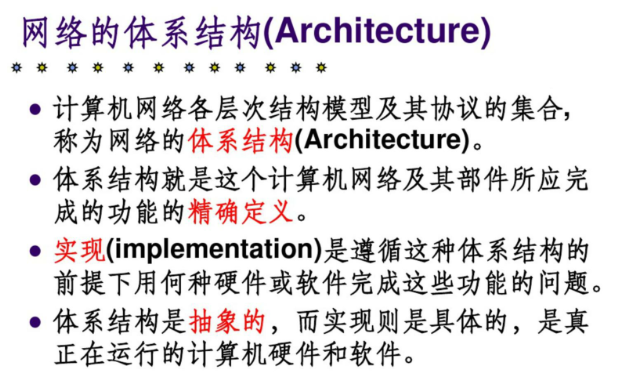 网络的体系结构(Architecture)
● 计算机网络各层次结构模型及其协议的集合，
称为网络的体系结构(Architecture)。
● 体系结构就是这个计算机网络及其部件所应完
成的功能的精确定义。
● 实现(implementation)是遵循这种体系结构的
前提下用何种硬件或软件完成这些功能的问题。
● 体系结构是抽象的，而实现则是具体的，是真
正在运行的计算机硬件和软件。